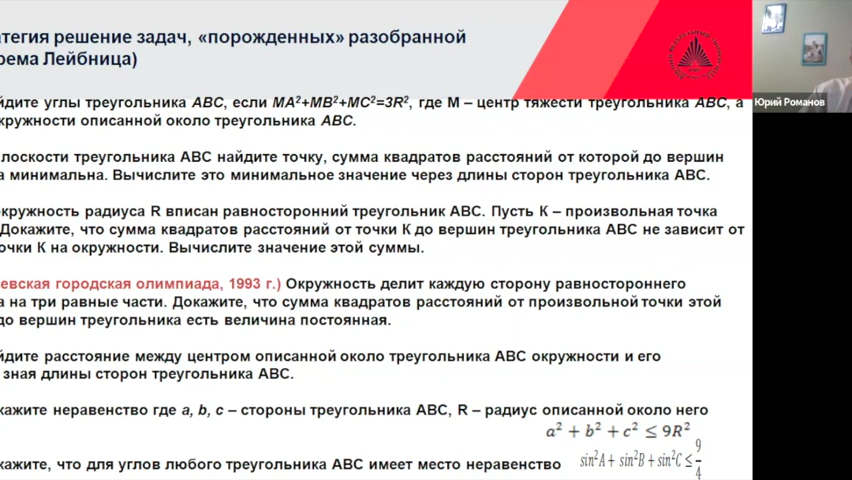 атегия решение задач, «порожденных» разобранной
рема Лейбница)
йдите углы треугольника ABC, если MA²+MB²+MC²=3R², где M – центр тяжести треугольника ABC, а
кружности описанной около треугольника ABC.
лоскости треугольника ABC найдите точку, сумма квадратов расстояний от которой до вершин
а минимальна. Вычислите это минимальное значение через длины сторон треугольника ABC.
кружность радиуса R вписан равносторонний треугольник ABC. Пусть К – произвольная точка
Докажите, что сумма квадратов расстояний от точки К до вершин треугольника ABC не зависит от
очки К на окружности. Вычислите значение этой суммы.
евская городская олимпиада, 1993 г.) Окружность делит каждую сторону равностороннего
а на три равные части. Докажите, что сумма квадратов расстояний от произвольной точки этой
до вершин треугольника есть величина постоянная.
йдите расстояние между центром описанной около треугольника ABC окружности и его
зная длины сторон треугольника ABC.
кажите неравенство где a, b, c – стороны треугольника ABC, R – радиус описанной около него
a² + b² + c² ≤ 9R²
кажите, что для углов любого треугольника ABC имеет место неравенство sin²A + sin²B + sin²C ≤ 9/4
Юрий Романов